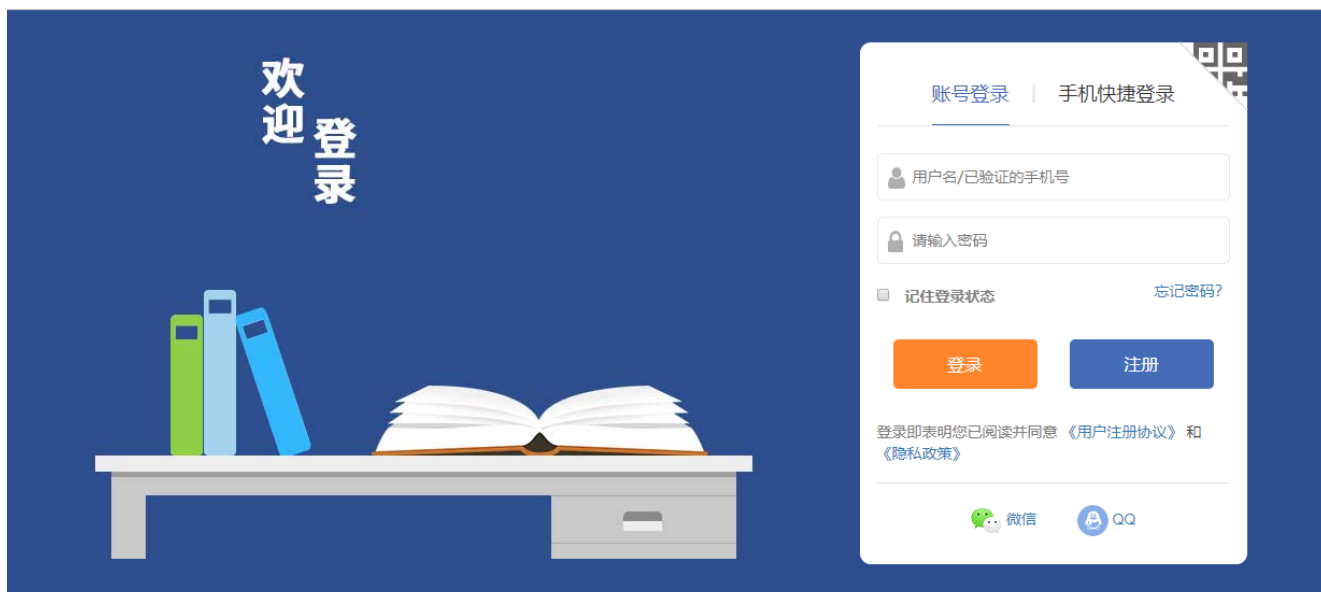 欢迎
登录
账号登录
手机快捷登录
用户名/已验证的手机号
请输入密码
记住登录状态
忘记密码?
登录
注册
登录即表明您已阅读并同意 《用户注册协议》 和
《隐私政策》
微信
QQ